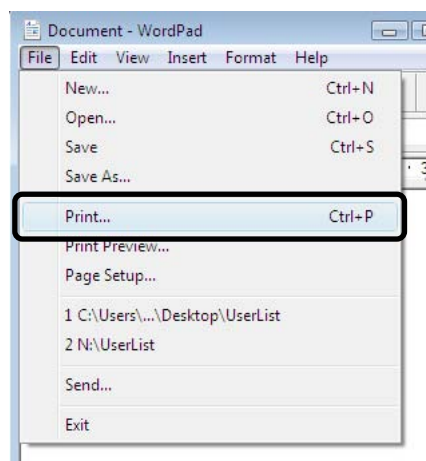 Document - WordPad
File Edit View Insert Format Help
New... Ctrl+N
Open... Ctrl+O
Save Ctrl+S
Save As...
Print... Ctrl+P
Print Preview...
Page Setup...
1 C:\Users\...\Desktop\UserList
2 N:\UserList
Send...
Exit